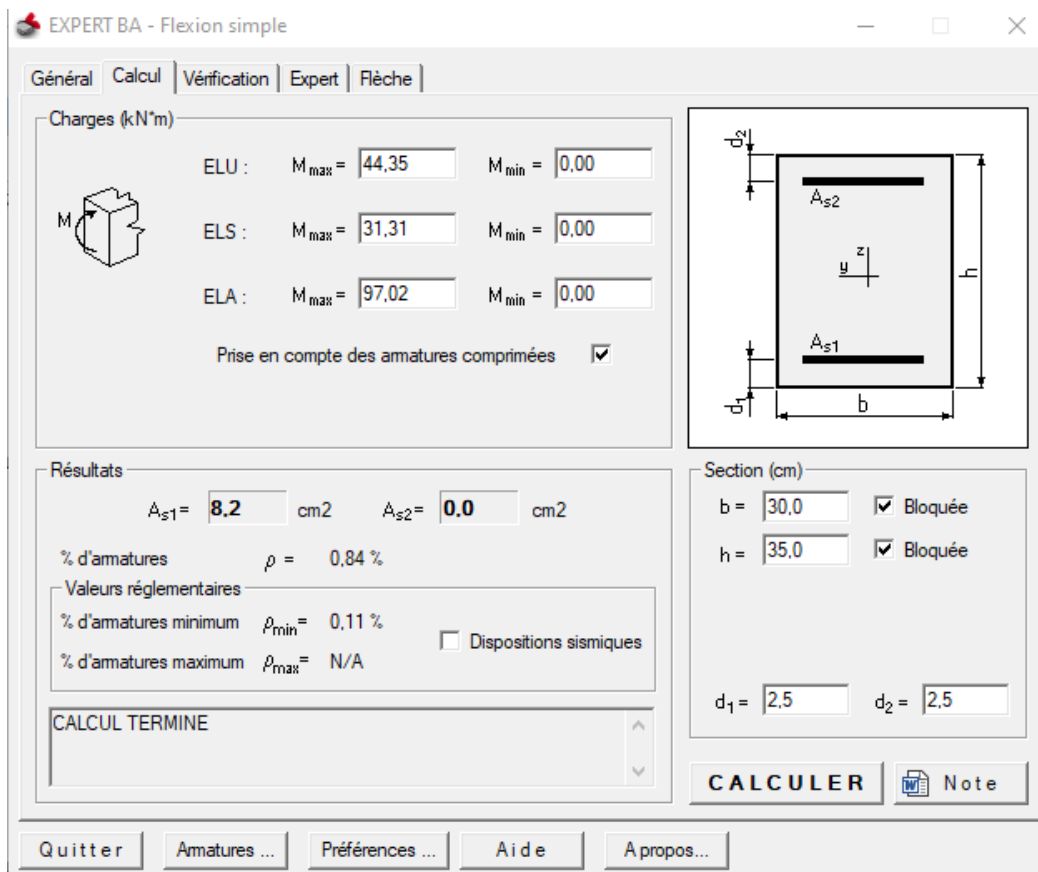 EXPERT BA - Flexion simple
Général Calcul Vérification Expert Flèche
Charges (kN*m)
ELU : M max = 44,35 M min = 0,00
ELS : M max = 31,31 M min = 0,00
ELA : M max = 97,02 M min = 0,00
M
Prise en compte des armatures comprimées
d2
As2
z
y
h
As1
d1
b
Résultats
As1= 8,2 cm2 As2= 0,0 cm2
% d'armatures ρ = 0,84 %
Valeurs réglementaires
% d'armatures minimum ρmin= 0,11 %
% d'armatures maximum ρmax= N/A
Dispositions sismiques
CALCUL TERMINE
Section (cm)
b = 30,0 Bloquée
h = 35,0 Bloquée
d1 = 2,5 d2 = 2,5
CALCULER Note
Quitter Armatures ... Préférences ... Aide A propos...